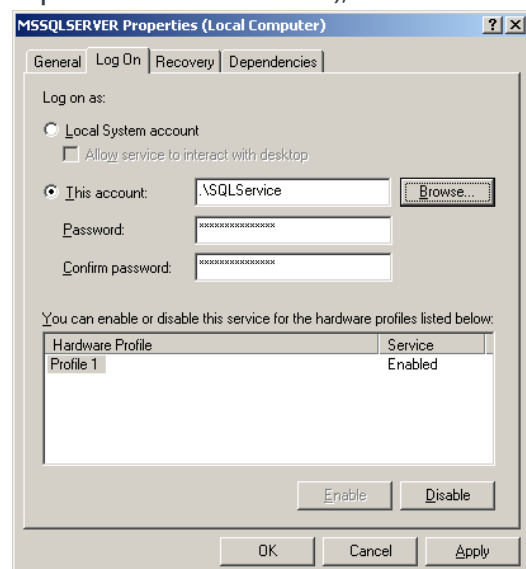 MSSQLSERVER Properties (Local Computer)
General Log On Recovery Dependencies
Log on as:
Local System account
Allow service to interact with desktop
This account: .\SQLService Browse...
Password: xxxxxxxxxxxxxxx
Confirm password: xxxxxxxxxxxxxxx
You can enable or disable this service for the hardware profiles listed below:
Hardware Profile Service
Profile 1 Enabled
Enable Disable
OK Cancel Apply